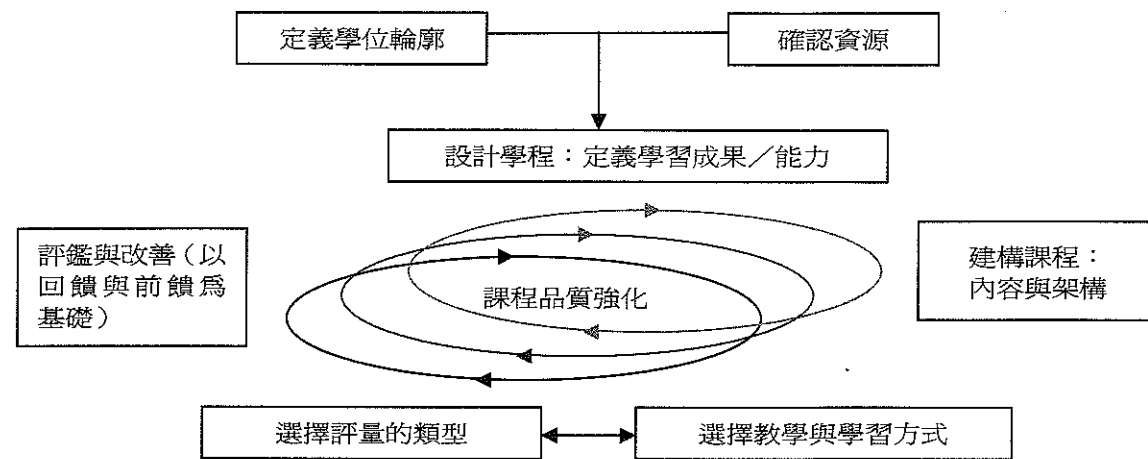 定義學位輪廓
確認資源
設計學程：定義學習成果／能力
評鑑與改善（以
回饋與前饋爲
基礎）
課程品質強化
建構課程：
內容與架構
選擇評量的類型
選擇教學與學習方式